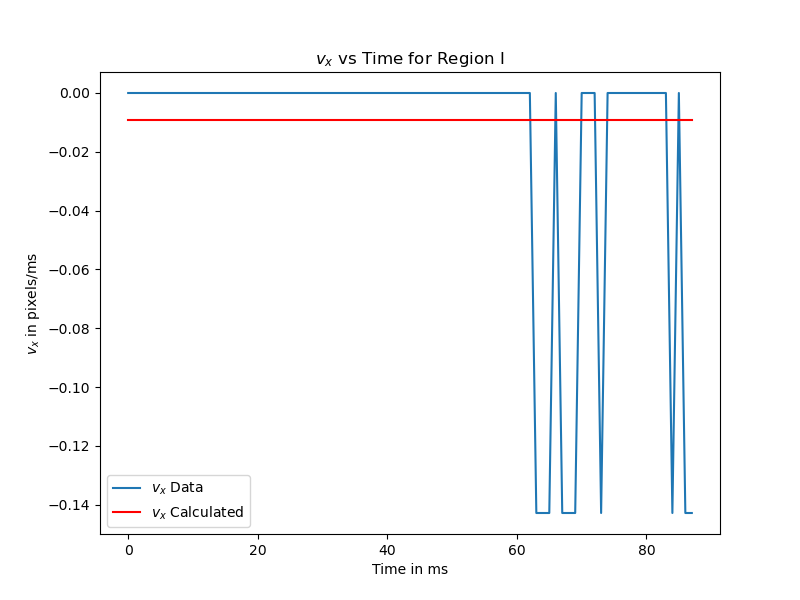 v_x vs Time for Region I
0.00
−0.02
−0.04
−0.06
−0.08
−0.10
−0.12
−0.14
v_x in pixels/ms
v_x Data
v_x Calculated
0 20 40 60 80
Time in ms